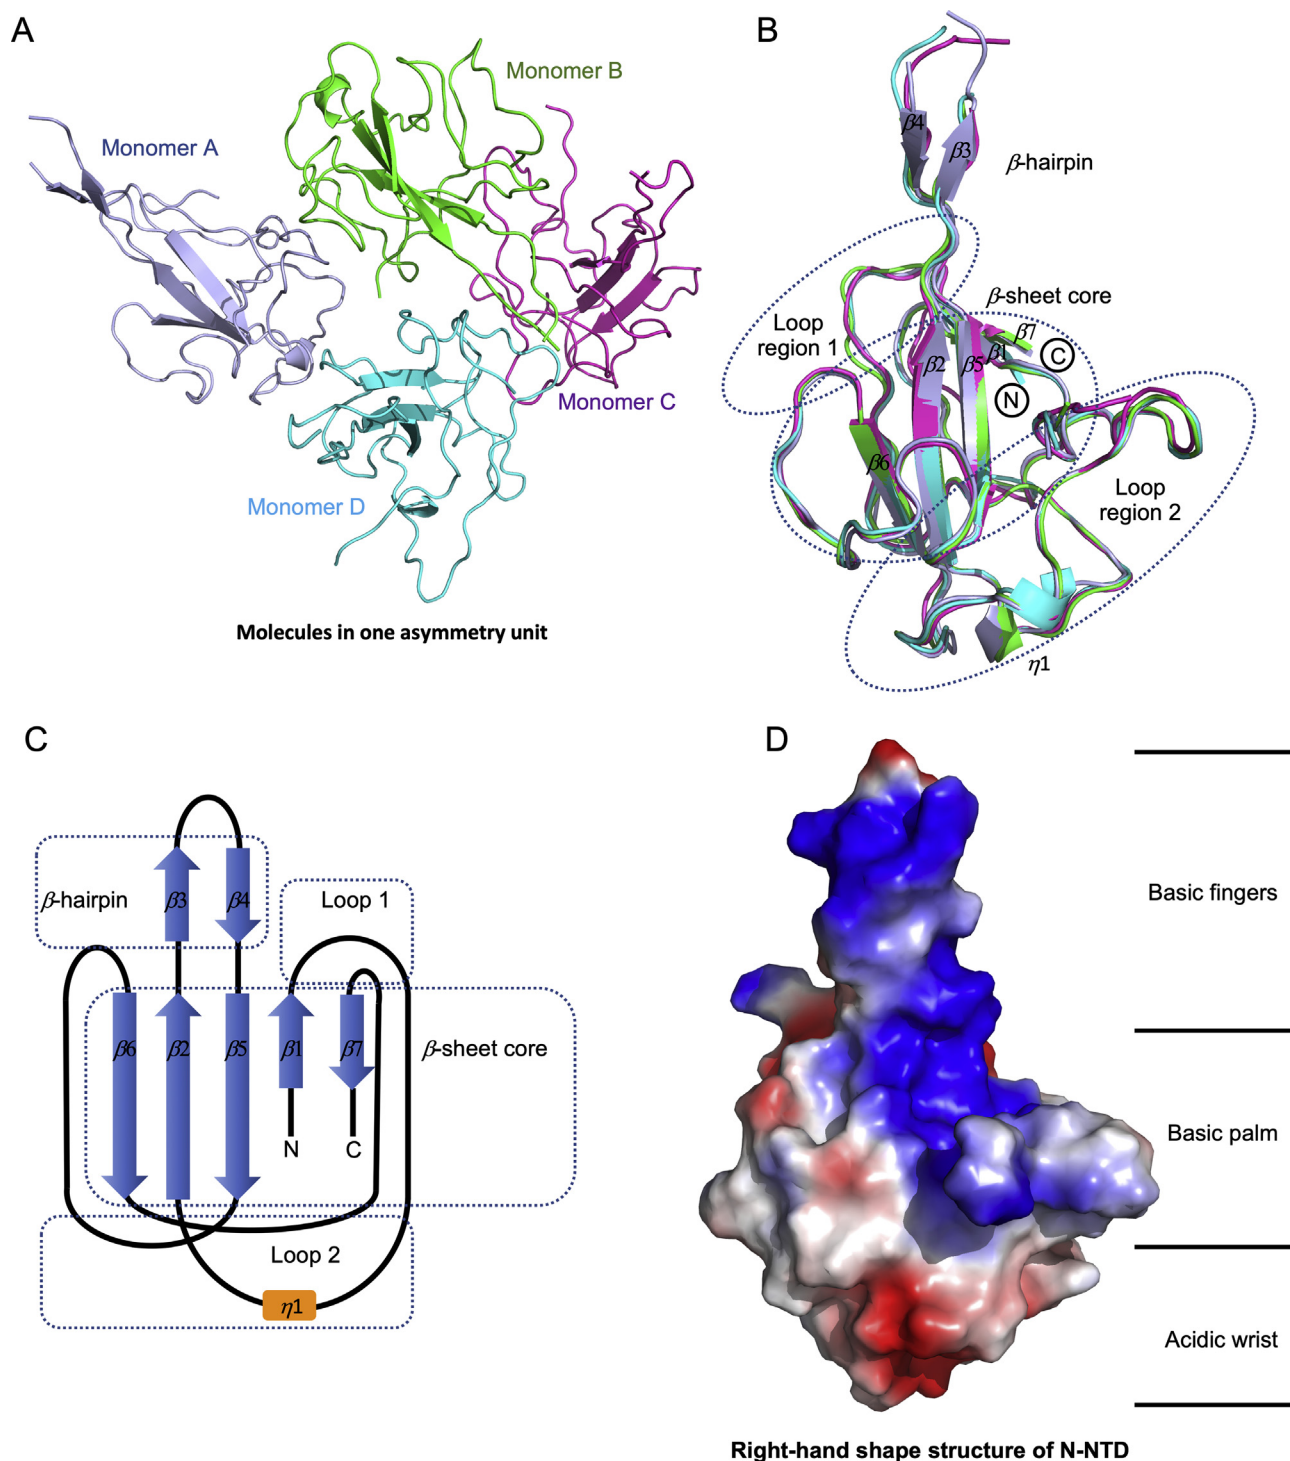 A
Monomer B
Monomer A
Monomer C
Monomer D
Molecules in one asymmetry unit
B
β4
β3
β-hairpin
β-sheet core
Loop
region 1
β7
β1
C
β2
β5
N
β6
Loop
region 2
η1
C
β-hairpin
β3
β4
Loop 1
β6
β2
β5
β1
β7
β-sheet core
N
C
Loop 2
η1
D
Basic fingers
Basic palm
Acidic wrist
Right-hand shape structure of N-NTD